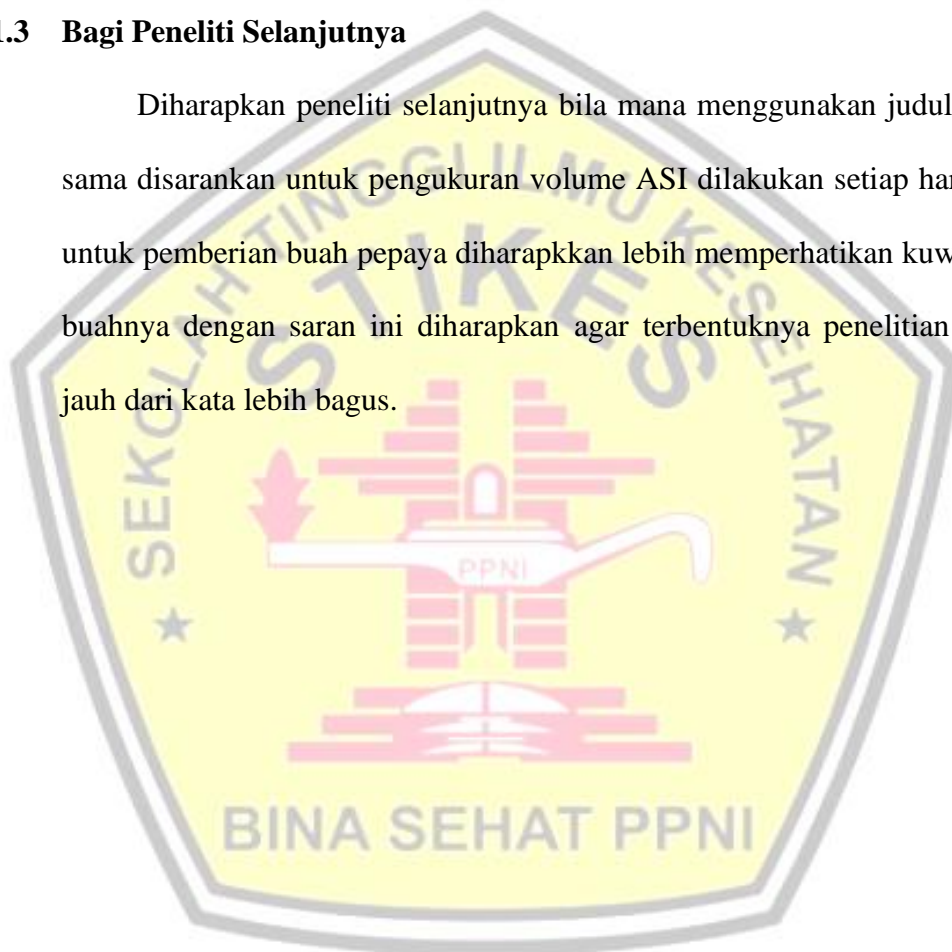 1.3 Bagi Peneliti Selanjutnya
Diharapkan peneliti selanjutnya bila mana menggunakan judul
sama disarankan untuk pengukuran volume ASI dilakukan setiap har
untuk pemberian buah pepaya diharapkkan lebih memperhatikan kuw
buahnya dengan saran ini diharapkan agar terbentuknya penelitian
jauh dari kata lebih bagus.
SEKOLAH TINGGI ILMU KESEHATAN
STIKES
PPNI
BINA SEHAT PPNI